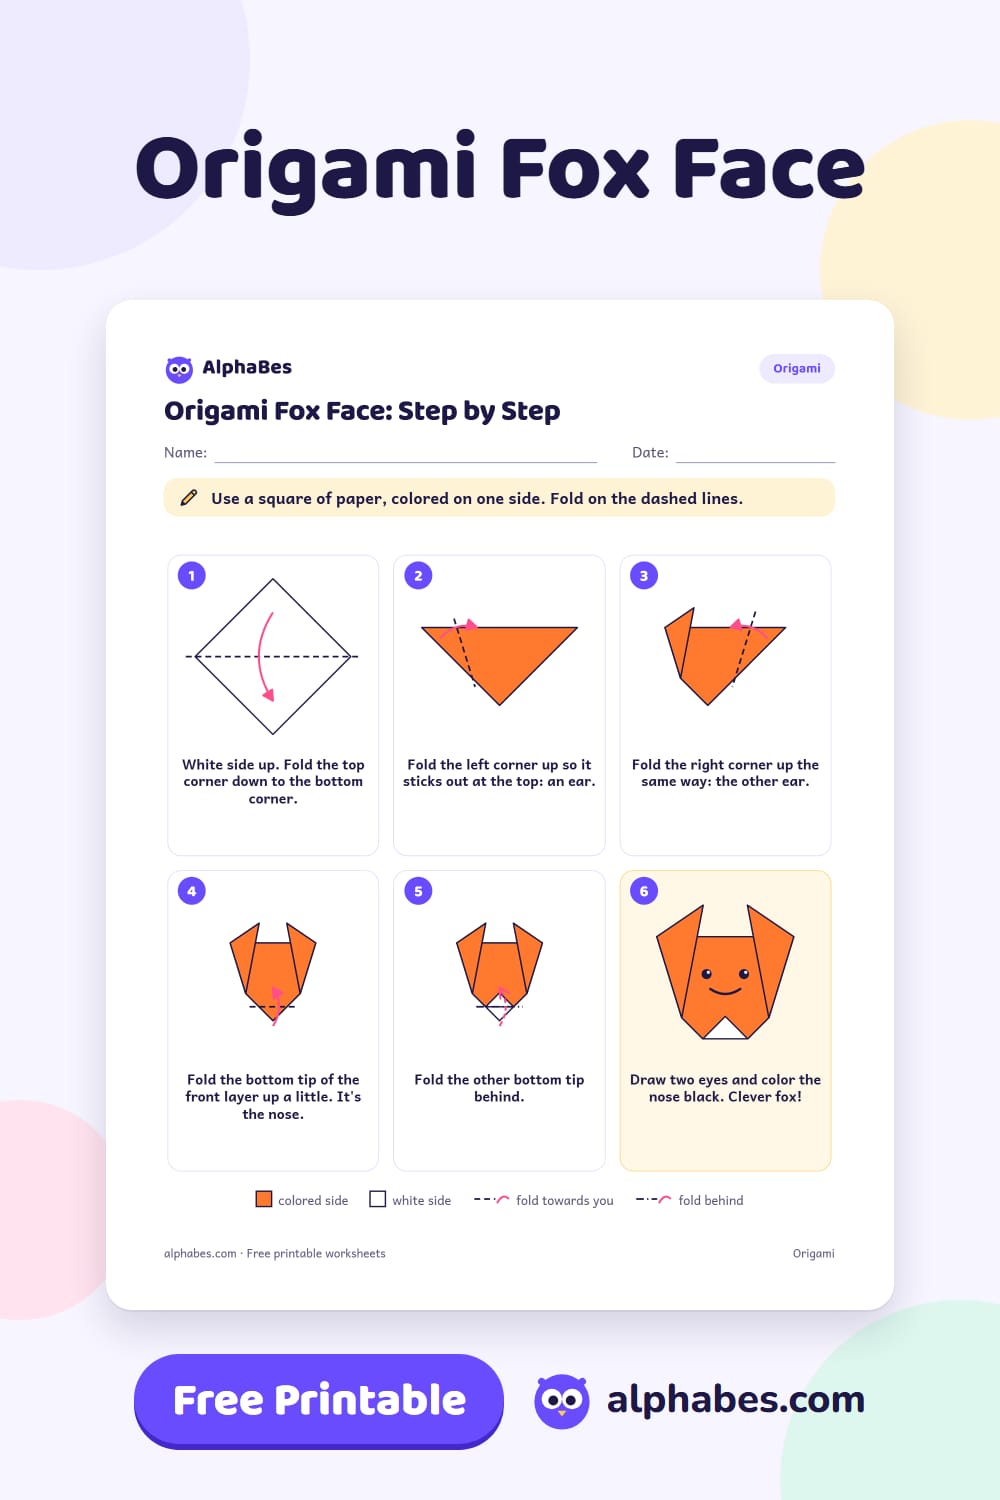 Origami Fox Face
AlphaBes
Origami
Origami Fox Face: Step by Step
Name:
Date:
Use a square of paper, colored on one side. Fold on the dashed lines.
1
White side up. Fold the top
corner down to the bottom
corner.
2
Fold the left corner up so it
sticks out at the top: an ear.
3
Fold the right corner up the
same way: the other ear.
4
Fold the bottom tip of the
front layer up a little. It's
the nose.
5
Fold the other bottom tip
behind.
6
Draw two eyes and color the
nose black. Clever fox!
colored side
white side
fold towards you
fold behind
alphabes.com · Free printable worksheets
Origami
Free Printable
alphabes.com